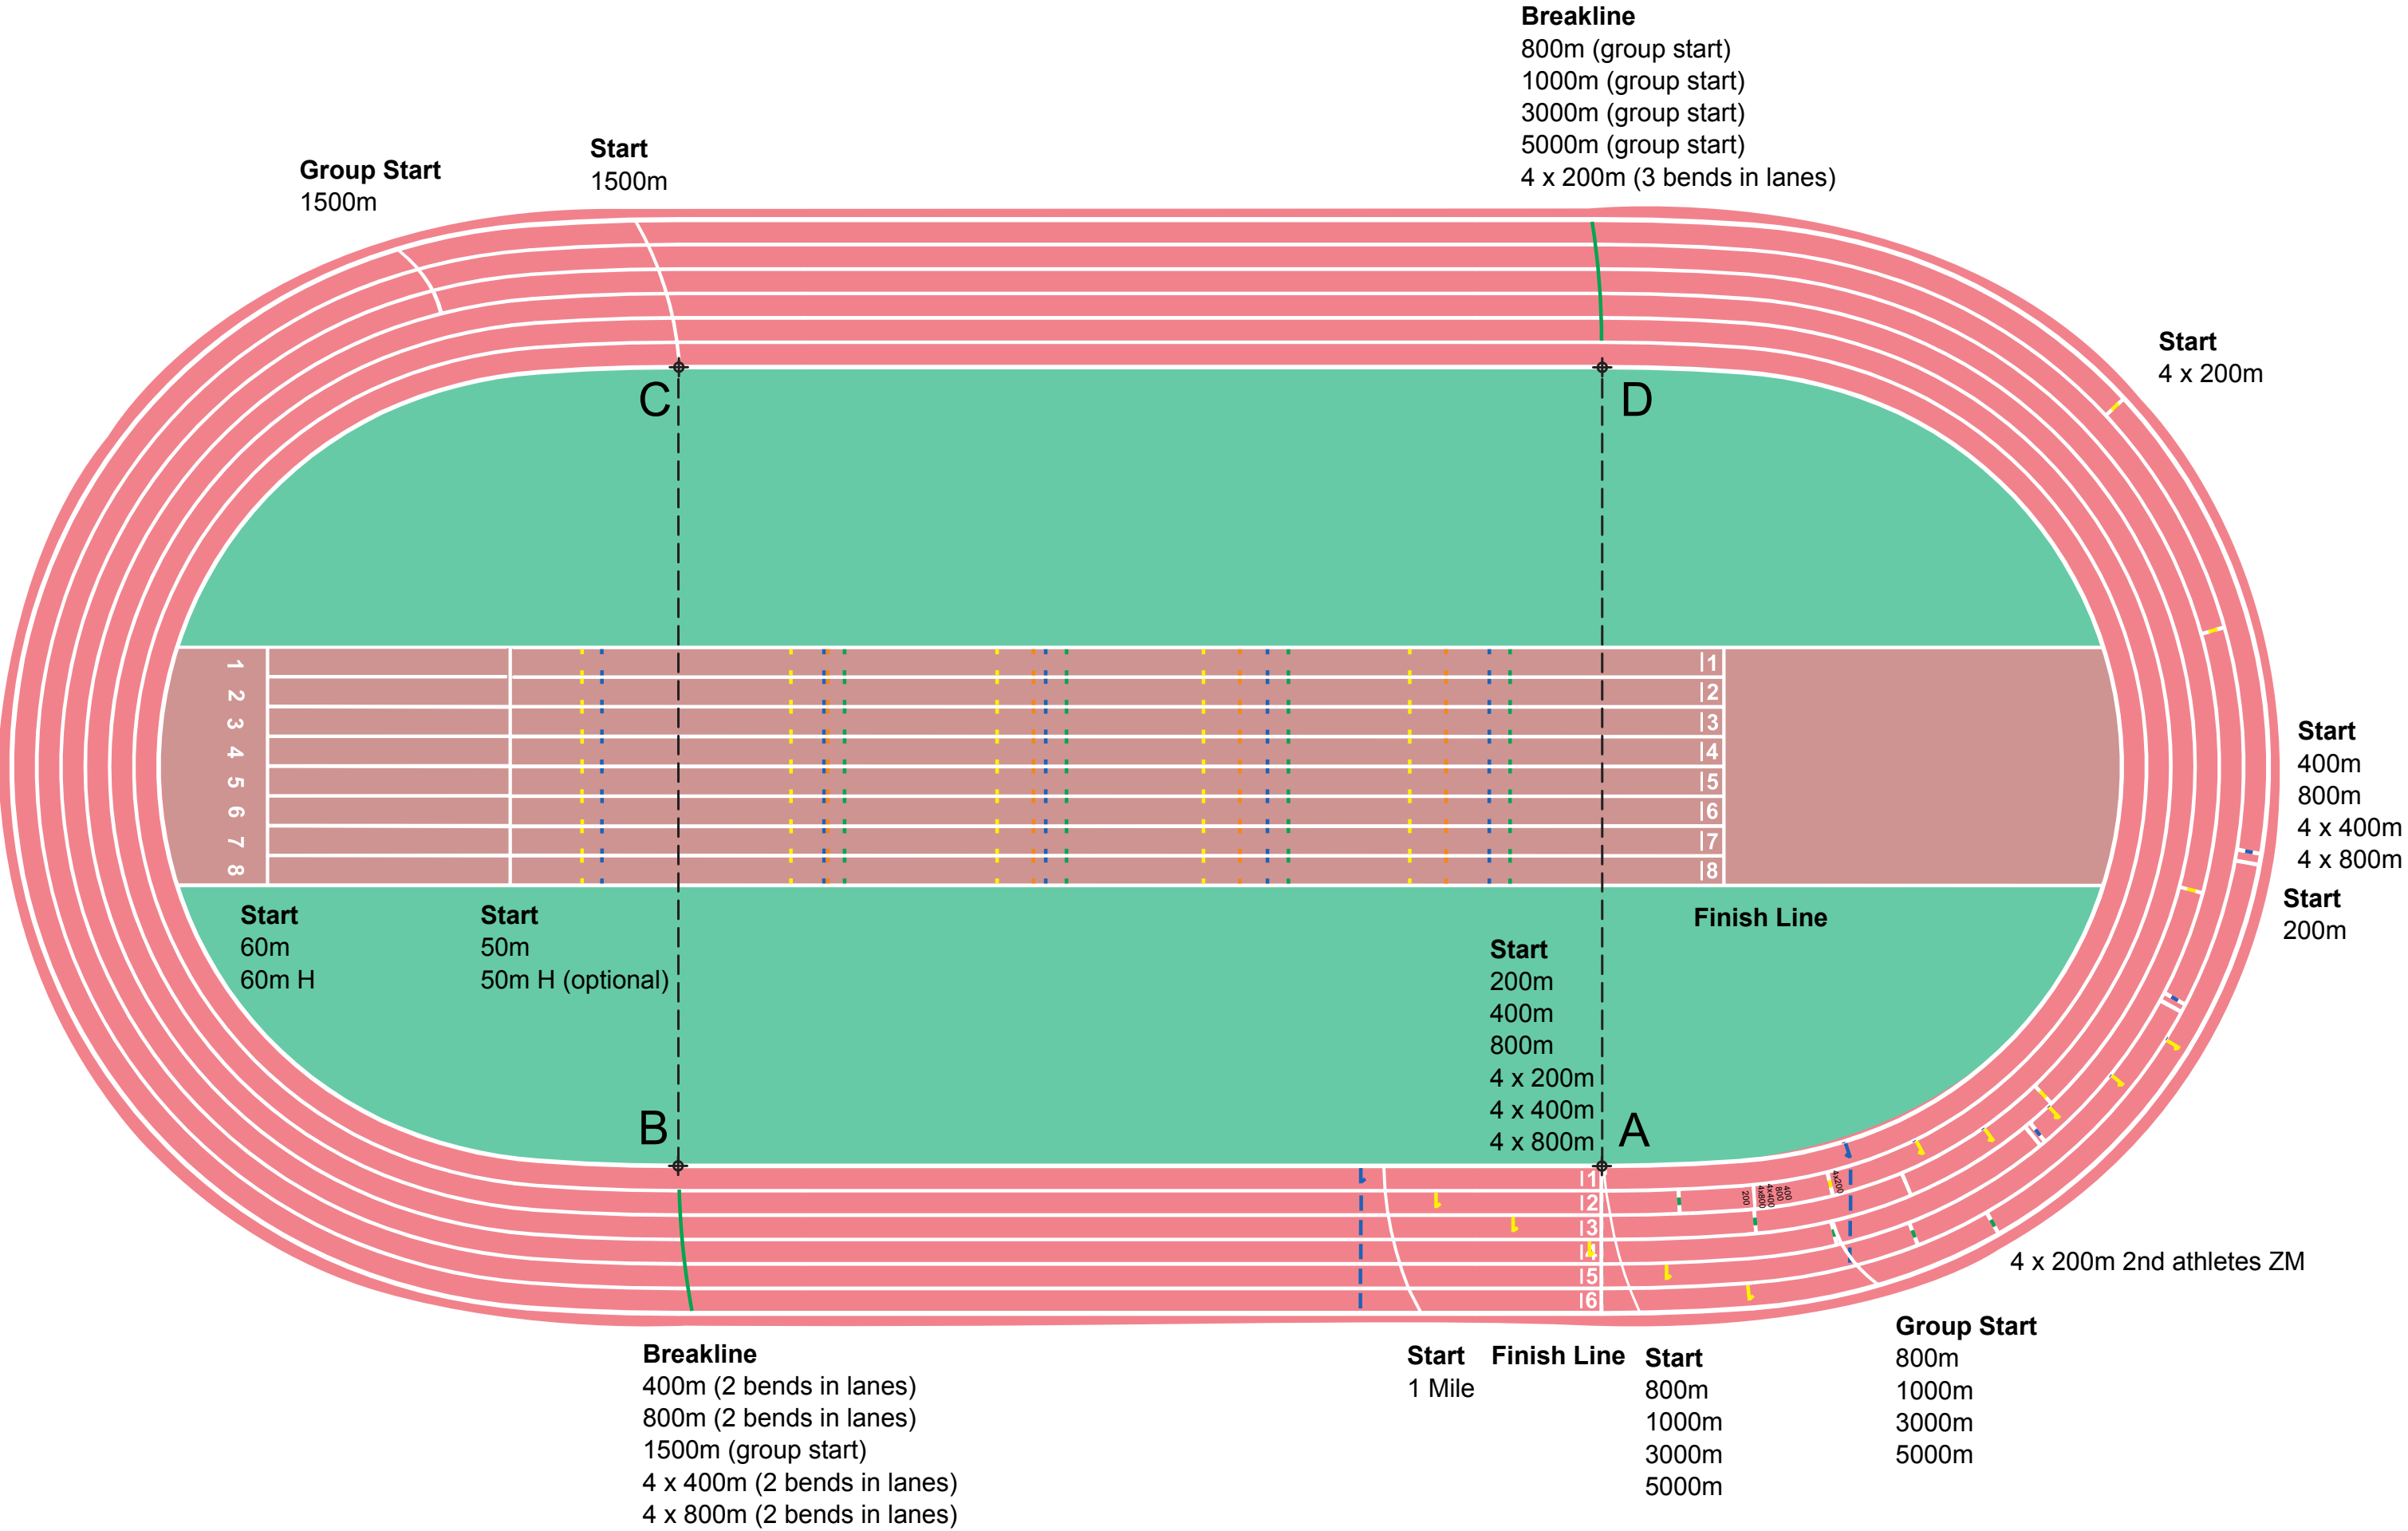 Breakline
800m (group start)
1000m (group start)
3000m (group start)
5000m (group start)
4 x 200m (3 bends in lanes)
Start
1500m
Group Start
1500m
Start
4 x 200m
C
D
1
2
3
4
5
6
7
8
1
2
3
4
5
6
7
8
Start
400m
800m
4 x 400m
4 x 800m
Start
200m
Start
60m
60m H
Start
50m
50m H (optional)
Finish Line
Start
200m
400m
800m
4 x 200m
4 x 400m
4 x 800m
B
A
1
2
3
4
5
6
200
400
800
4x400
4x800
4x200
4 x 200m 2nd athletes ZM
Breakline
400m (2 bends in lanes)
800m (2 bends in lanes)
1500m (group start)
4 x 400m (2 bends in lanes)
4 x 800m (2 bends in lanes)
Start
1 Mile
Finish Line
Start
800m
1000m
3000m
5000m
Group Start
800m
1000m
3000m
5000m